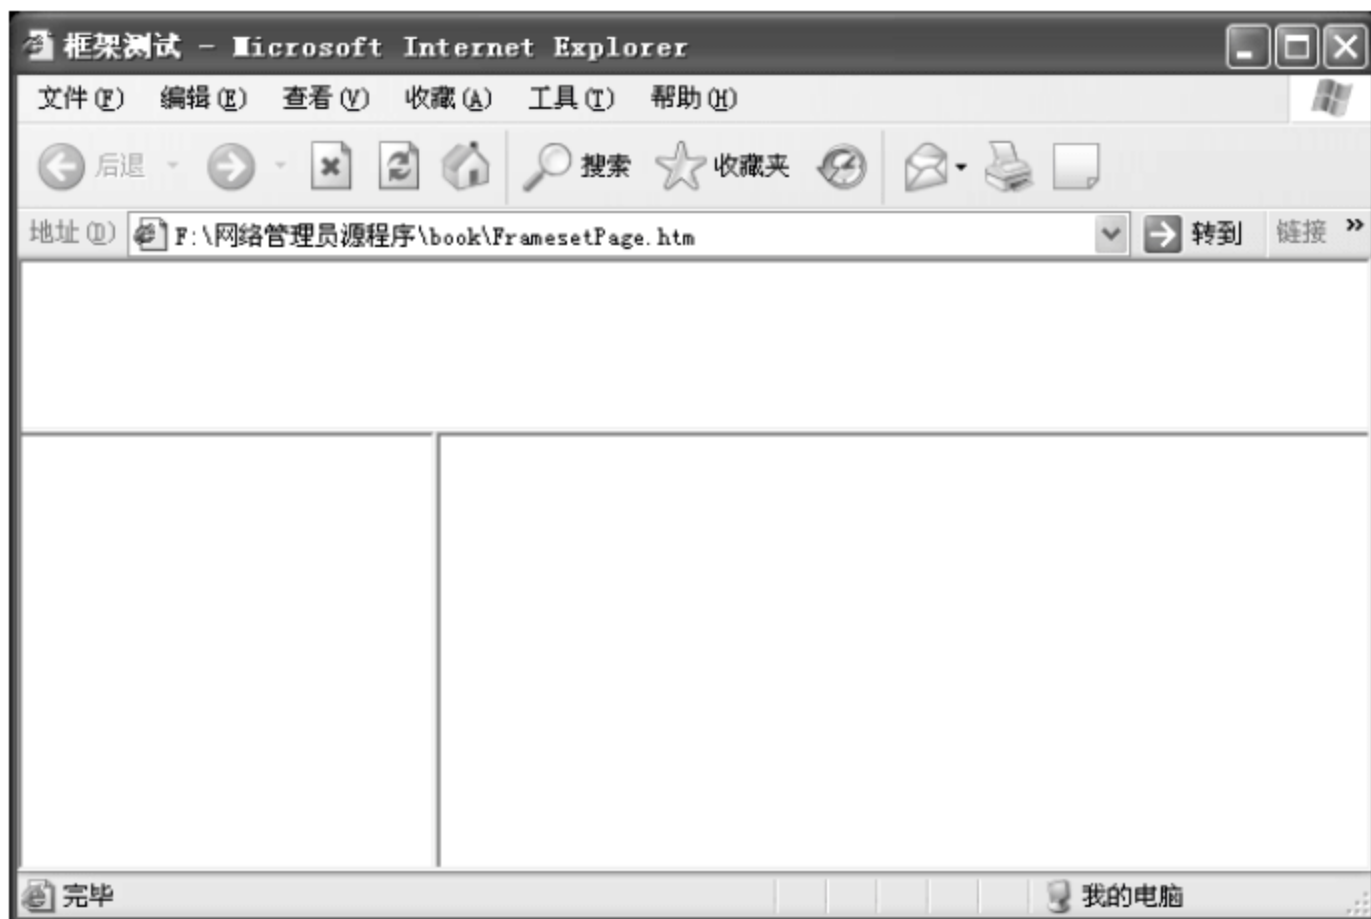 框架测试 - Microsoft Internet Explorer
文件(F) 编辑(E) 查看(V) 收藏(A) 工具(T) 帮助(H)
后退 搜索 收藏夹
地址(D) F:\网络管理员源程序\book\FramesetPage.htm 转到 链接 »
完毕 我的电脑